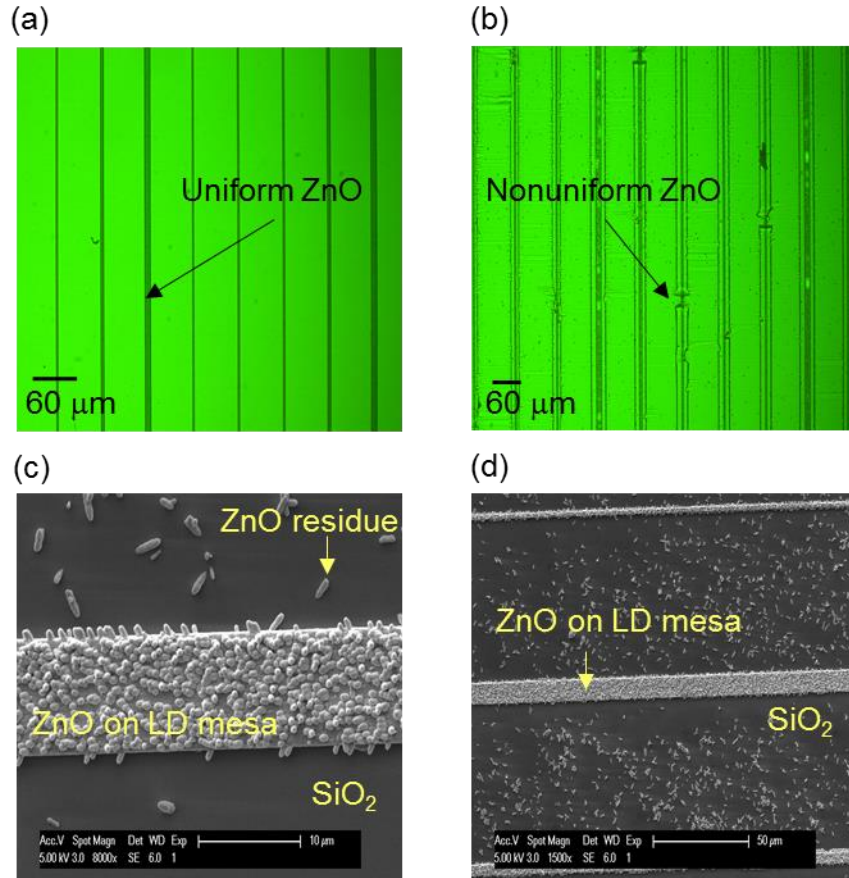 (a)
Uniform ZnO
60 μm
(b)
Nonuniform ZnO
60 μm
(c)
ZnO residue
ZnO on LD mesa
SiO₂
Acc.V Spot Magn Det WD Exp 10 μm
5.00 kV 3.0 8000x SE 6.0 1
(d)
ZnO on LD mesa
SiO₂
Acc.V Spot Magn Det WD Exp 50 μm
5.00 kV 3.0 1500x SE 6.0 1